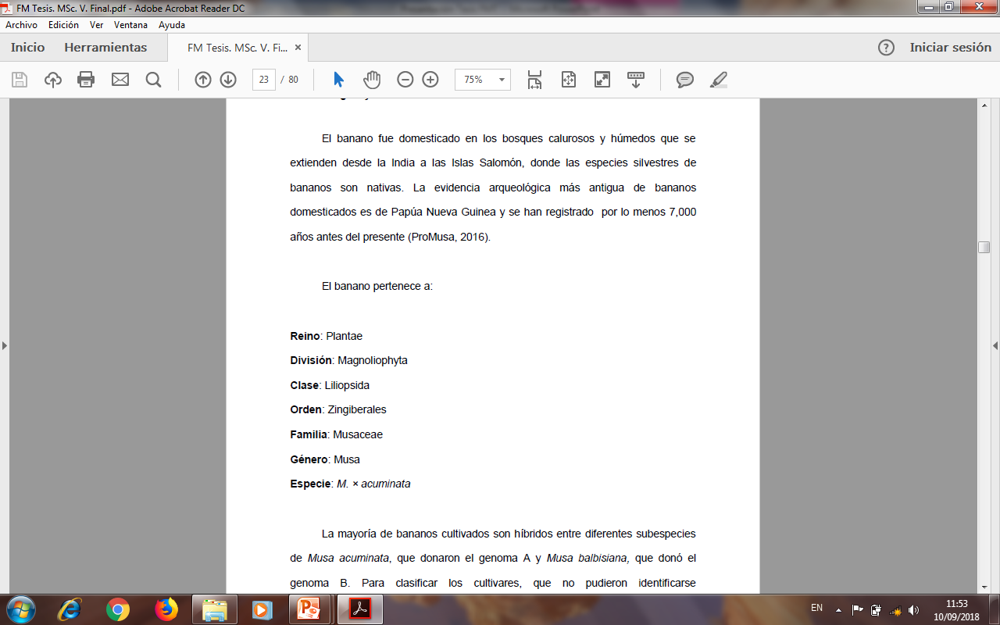 FM Tesis. MSc. V. Final.pdf - Adobe Acrobat Reader DC
Archivo Edición Ver Ventana Ayuda
Inicio Herramientas FM Tesis. MSc. V. Fi... × ? Iniciar sesión
23 / 80 75%
El banano fue domesticado en los bosques calurosos y húmedos que se
extienden desde la India a las Islas Salomón, donde las especies silvestres de
bananos son nativas. La evidencia arqueológica más antigua de bananos
domesticados es de Papúa Nueva Guinea y se han registrado por lo menos 7,000
años antes del presente (ProMusa, 2016).
El banano pertenece a:
Reino: Plantae
División: Magnoliophyta
Clase: Liliopsida
Orden: Zingiberales
Familia: Musaceae
Género: Musa
Especie: M. × acuminata
La mayoría de bananos cultivados son híbridos entre diferentes subespecies
de Musa acuminata, que donaron el genoma A y Musa balbisiana, que donó el
genoma B. Para clasificar los cultivares, que no pudieron identificarse
EN 11:53
10/09/2018